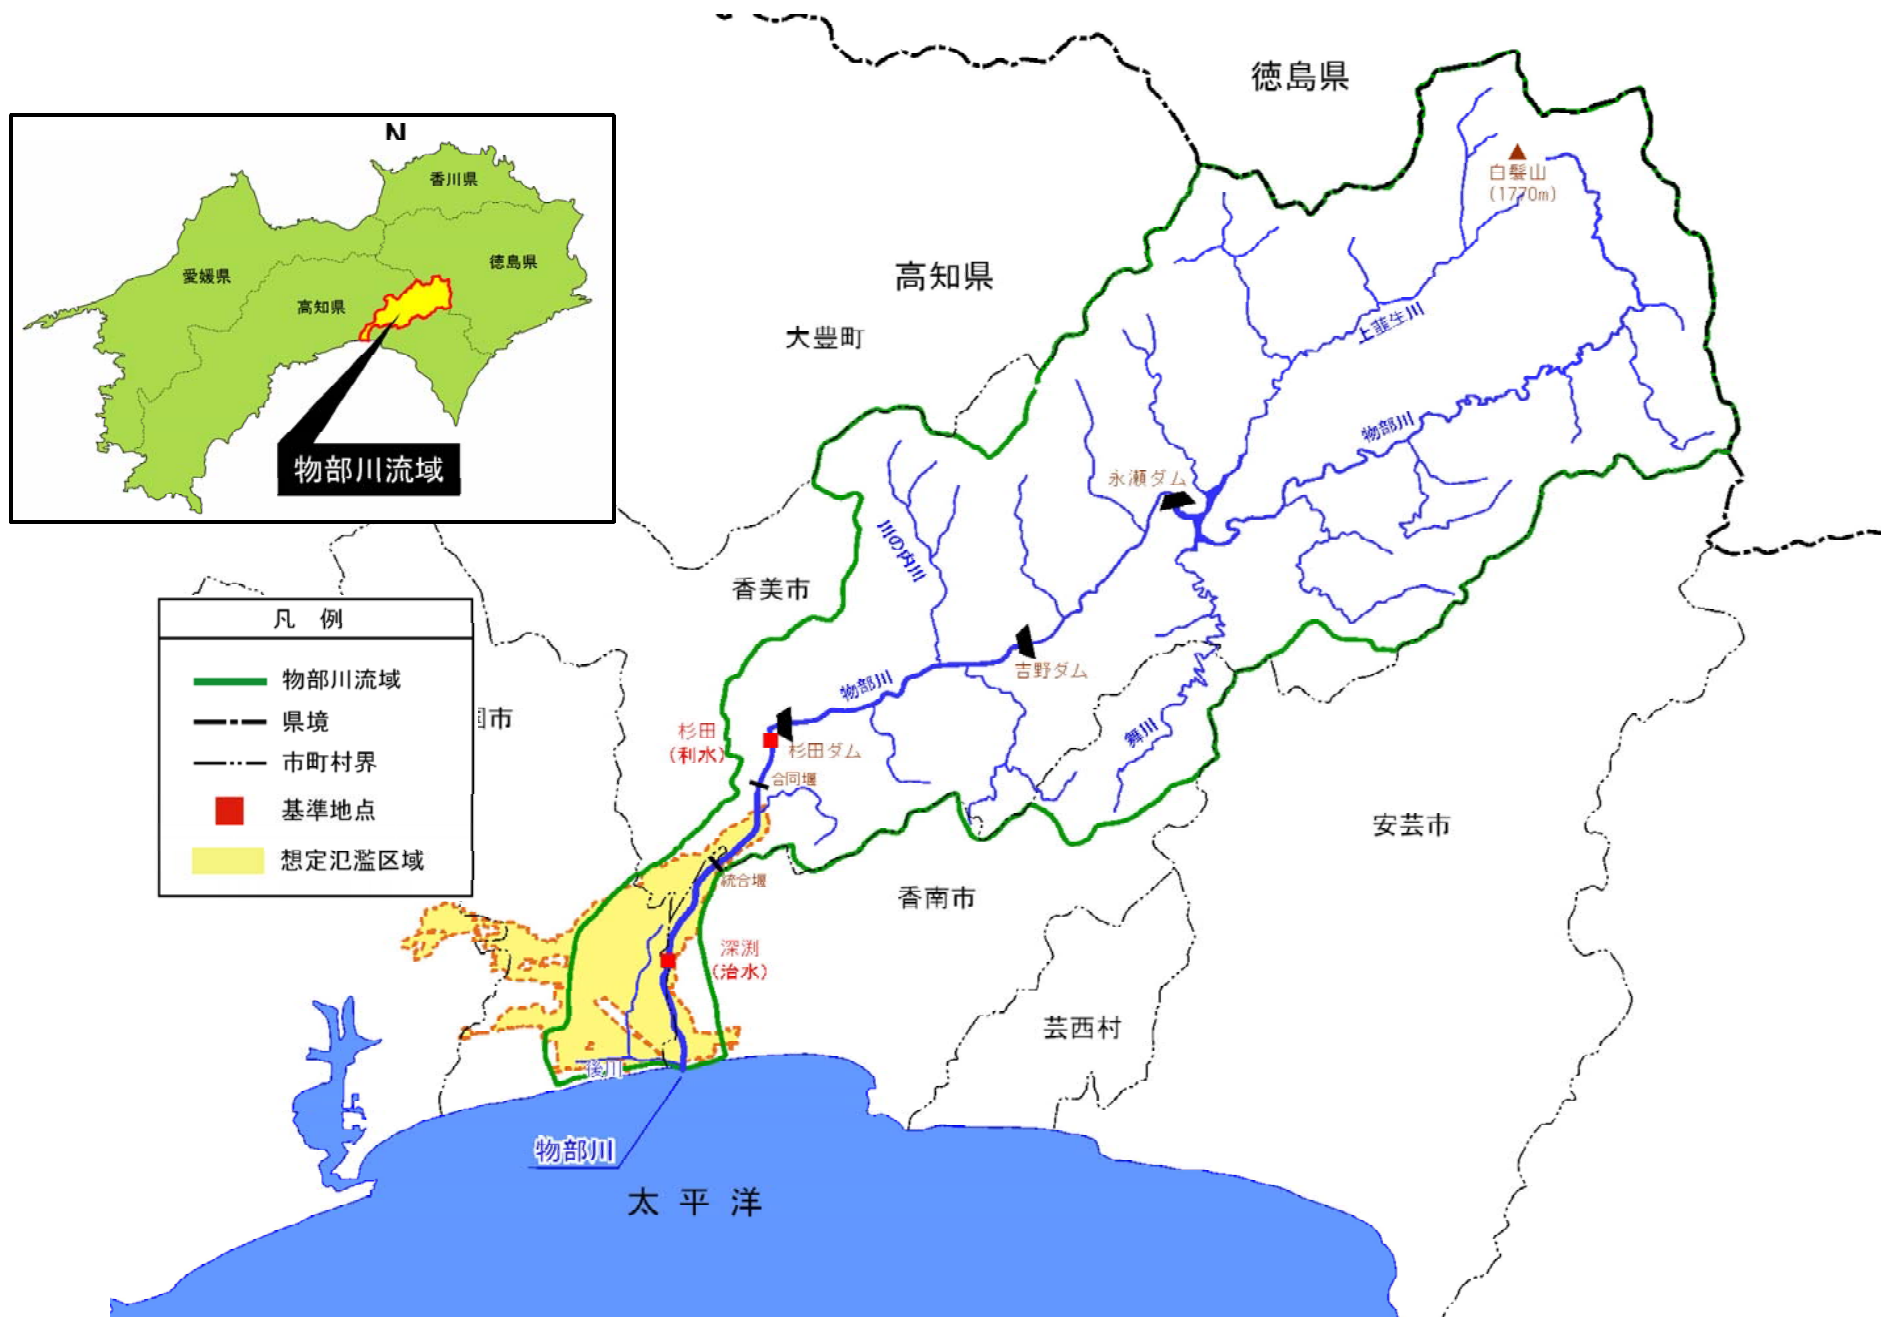 N
香川県
徳島県
愛媛県
高知県
物部川流域
徳島県
白髪山
(1770m)
高知県
大豊町
上韮生川
物部川
永瀬ダム
川の内川
香美市
吉野ダム
物部川
舞川
凡 例
物部川流域
県境
市町村界
基準地点
想定氾濫区域
国市
杉田
(利水)
杉田ダム
合同堰
統合堰
安芸市
香南市
深渕
(治水)
芸西村
後川
物部川
太平洋